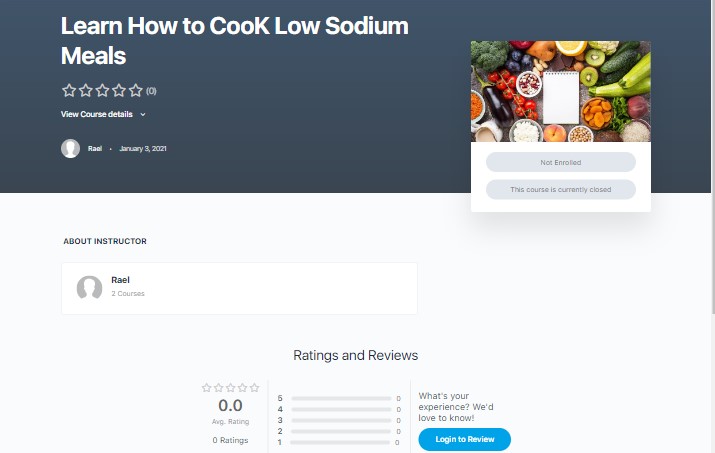 Learn How to CooK Low Sodium
Meals
(0)
View Course details
Rael • January 3, 2021
Not Enrolled
This course is currently closed
ABOUT INSTRUCTOR
Rael
2 Courses
Ratings and Reviews
0.0
Avg. Rating
0 Ratings
5 0
4 0
3 0
2 0
1 0
What's your
experience? We'd
love to know!
Login to Review